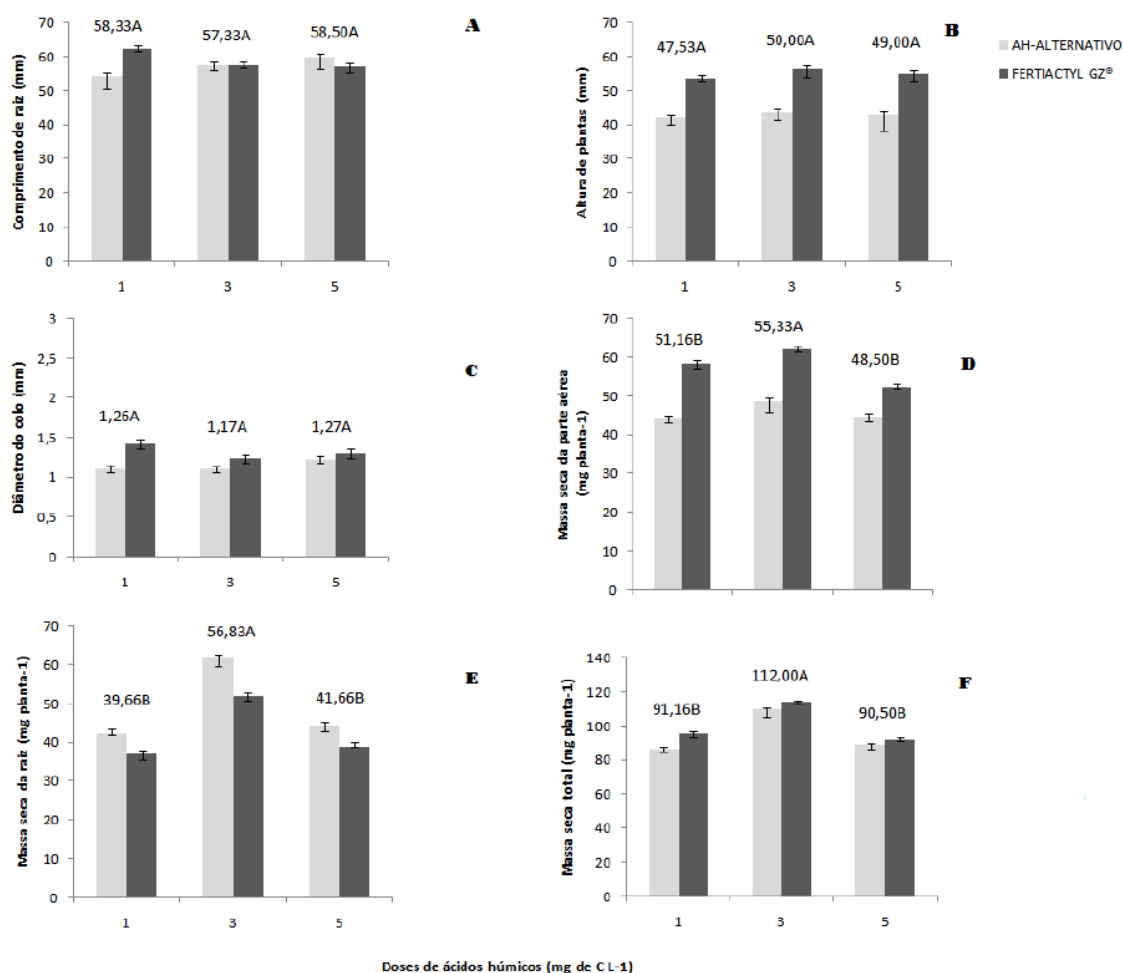 A
Comprimento de raiz (mm)
70
60
50
40
30
20
10
0
58,33A
57,33A
58,50A
1
3
5
B
Altura de plantas (mm)
70
60
50
40
30
20
10
0
47,53A
50,00A
49,00A
1
3
5
AH-ALTERNATIVO
FERTIACTYL GZ®
C
Diâmetro do colo (mm)
3
2,5
2
1,5
1
0,5
0
1,26A
1,17A
1,27A
1
3
5
D
Massa seca da parte aérea
(mg planta-1)
70
60
50
40
30
20
10
0
51,16B
55,33A
48,50B
1
3
5
E
Massa seca da raiz (mg planta-1)
70
60
50
40
30
20
10
0
39,66B
56,83A
41,66B
1
3
5
F
Massa seca total (mg planta-1)
140
120
100
80
60
40
20
0
91,16B
112,00A
90,50B
1
3
5
Doses de ácidos húmicos (mg de C L-1)